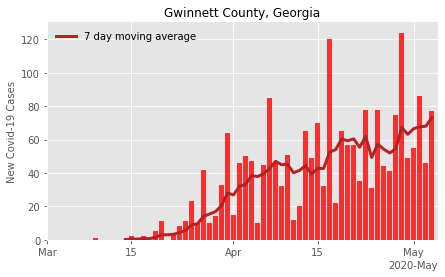 Gwinnett County, Georgia
7 day moving average
New Covid-19 Cases
120
100
80
60
40
20
0
Mar 15 Apr 15 May
2020-May